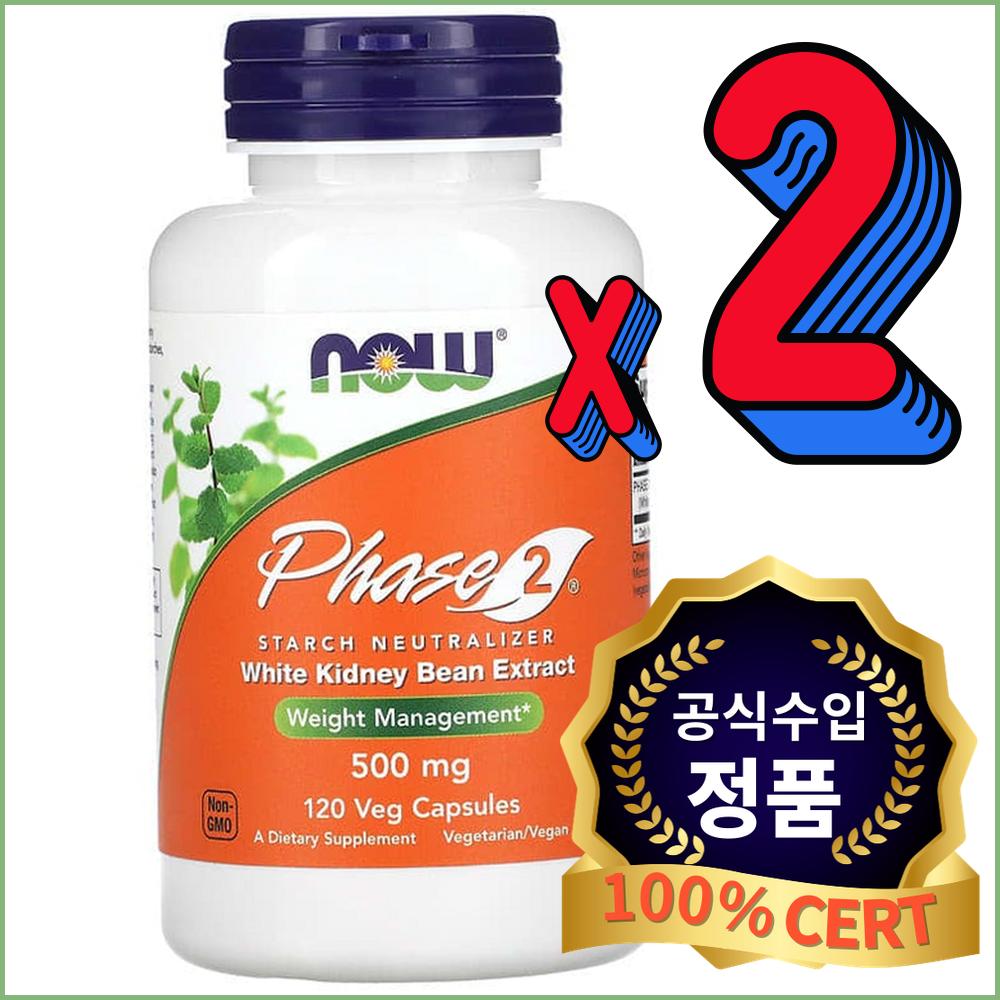 now®
Phase 2®
STARCH NEUTRALIZER
White Kidney Bean Extract
Weight Management*
500 mg
120 Veg Capsules
Non-
GMO
A Dietary Supplement Vegetarian/Vegan
x2
공식수입
정품
100% CERT